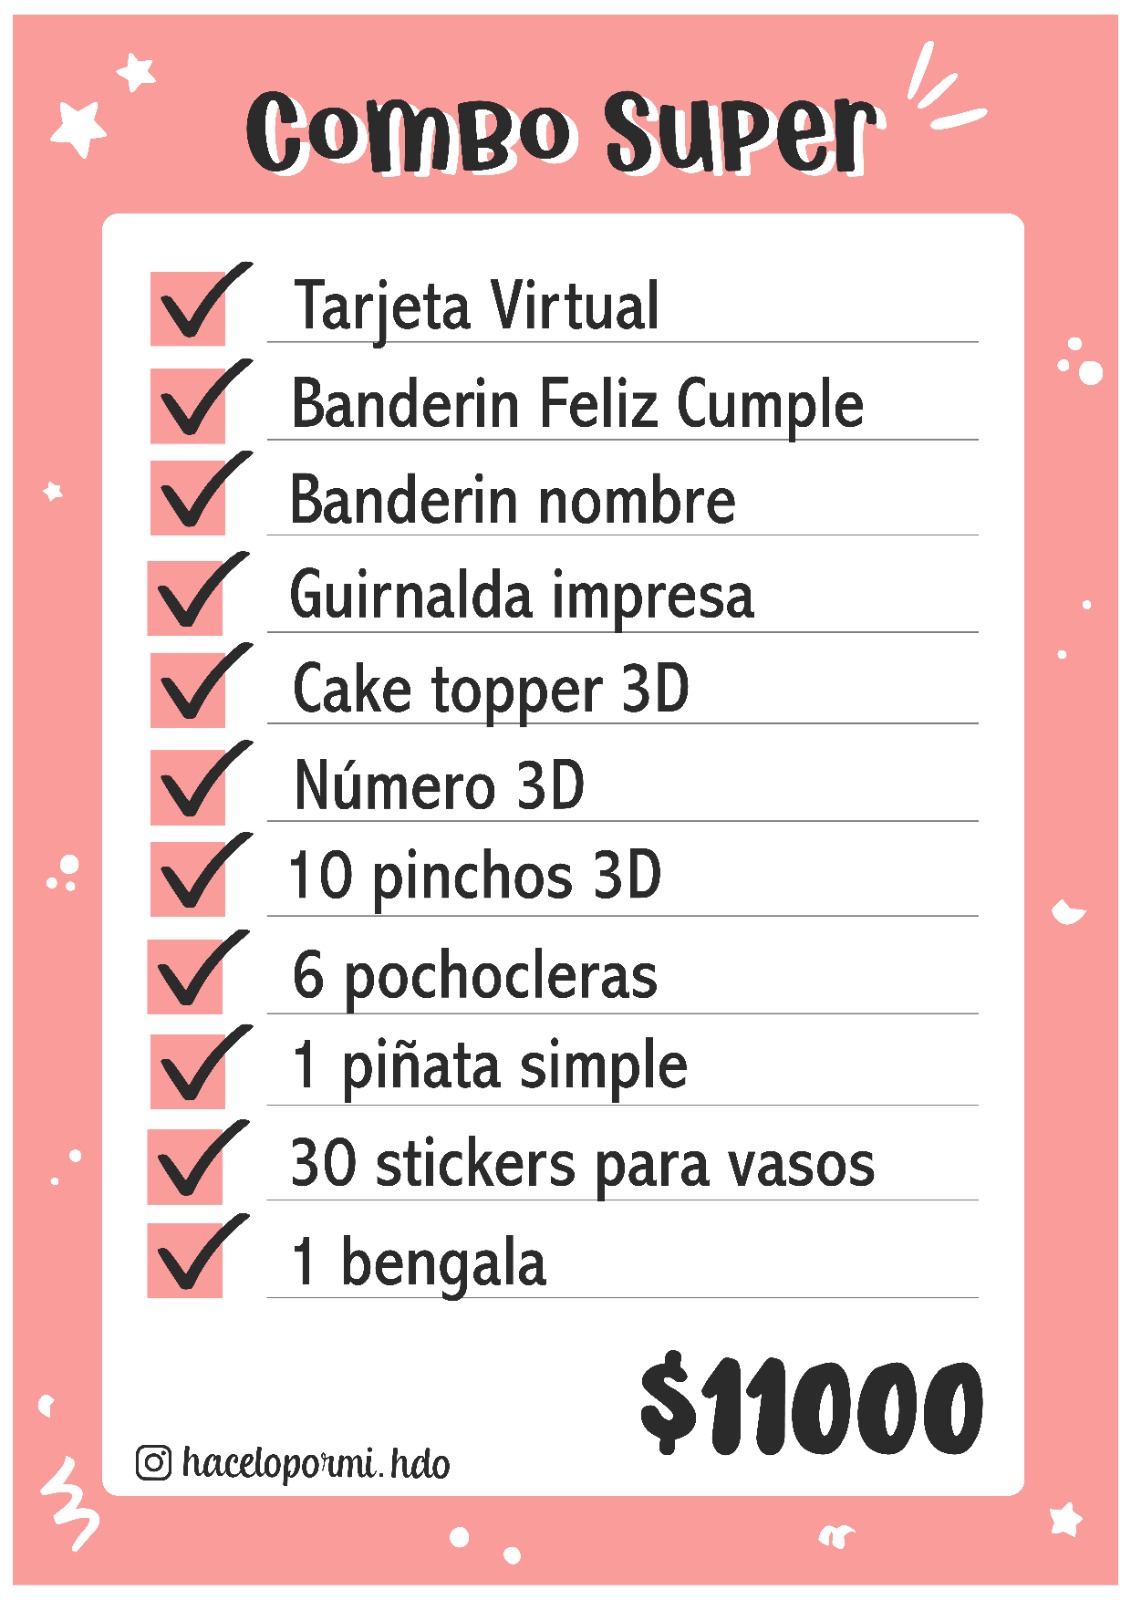 Combo Super
Tarjeta Virtual
Banderin Feliz Cumple
Banderin nombre
Guirnalda impresa
Cake topper 3D
Número 3D
10 pinchos 3D
6 pochocleras
1 piñata simple
30 stickers para vasos
1 bengala
$11000
hacelopormi.hdo